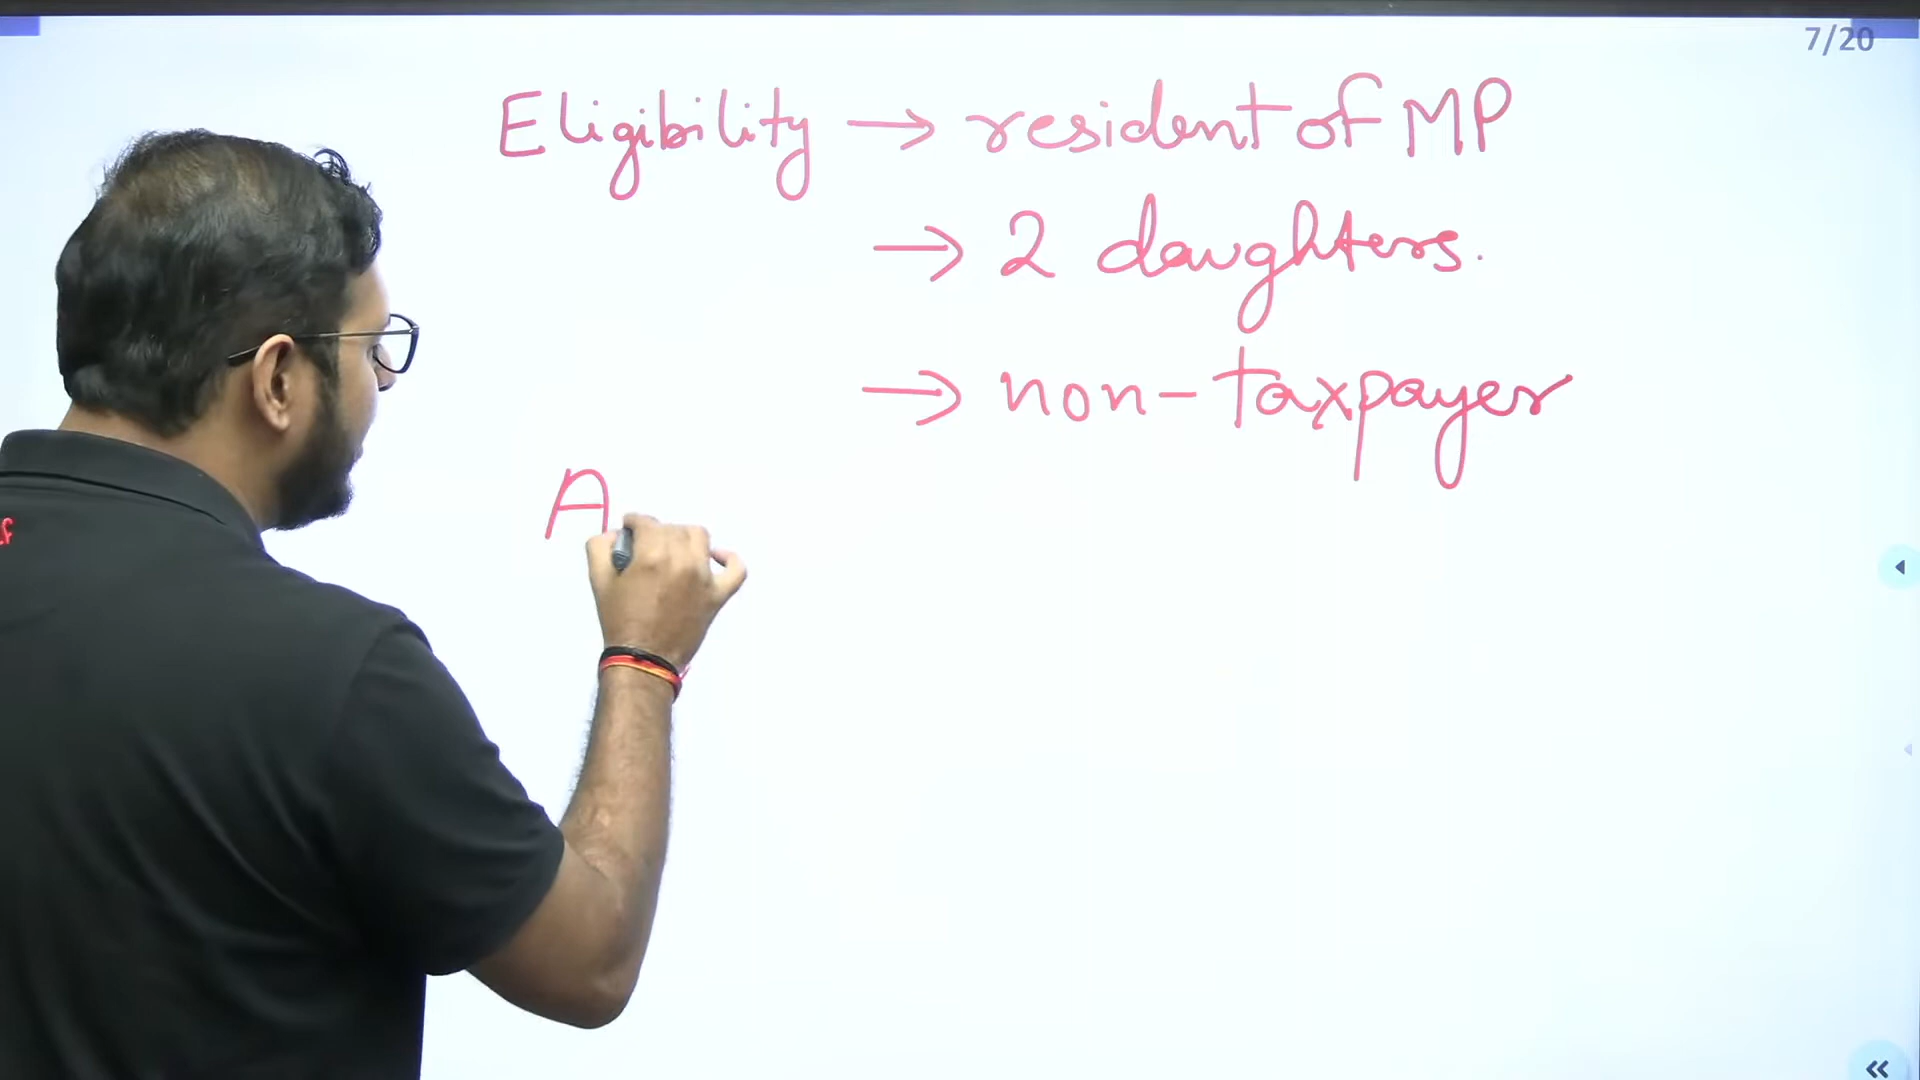 7/20
Eligibility → resident of MP
→ 2 daughters.
→ non-taxpayer
A